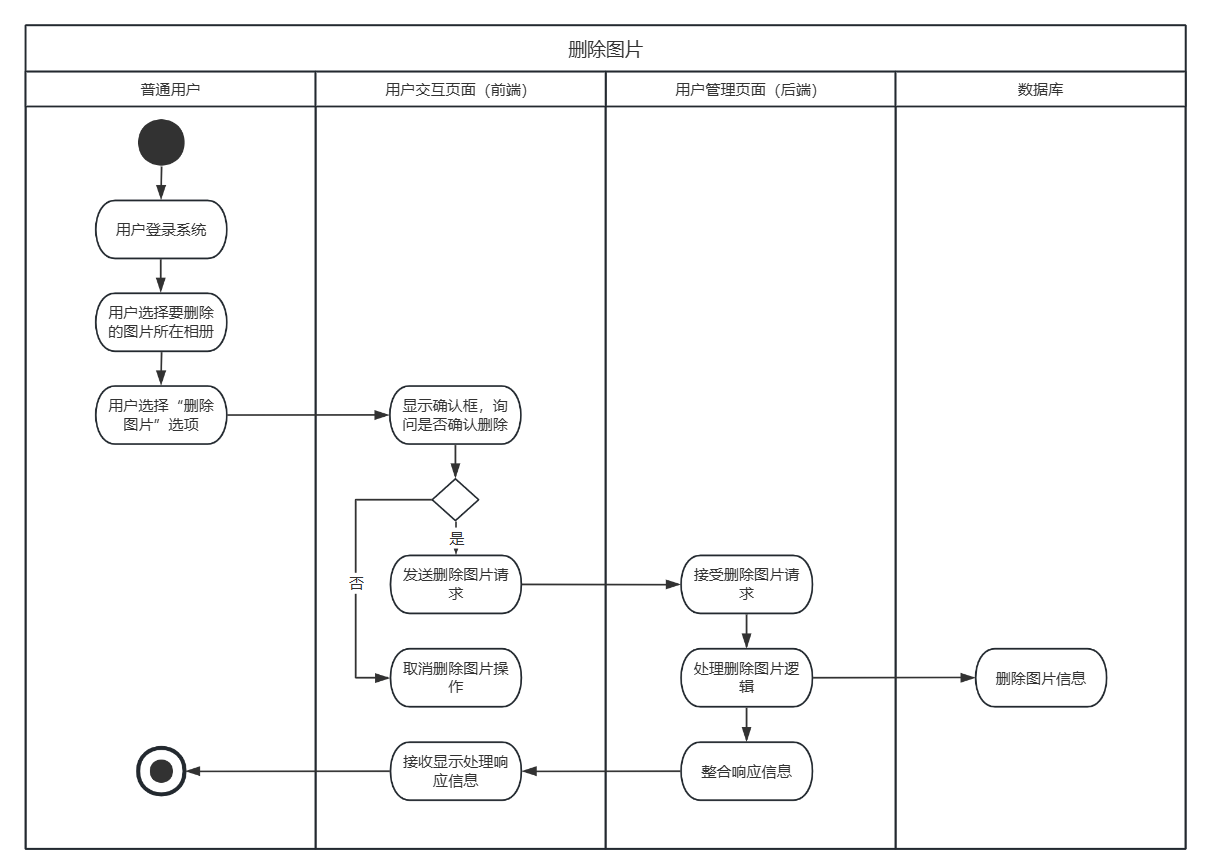 删除图片
普通用户
用户交互页面（前端）
用户管理页面（后端）
数据库
用户登录系统
用户选择要删除
的图片所在相册
用户选择“删除
图片”选项
显示确认框，询
问是否确认删除
是
否
发送删除图片请
求
接受删除图片请
求
取消删除图片操
作
处理删除图片逻
辑
删除图片信息
接收显示处理响
应信息
整合响应信息